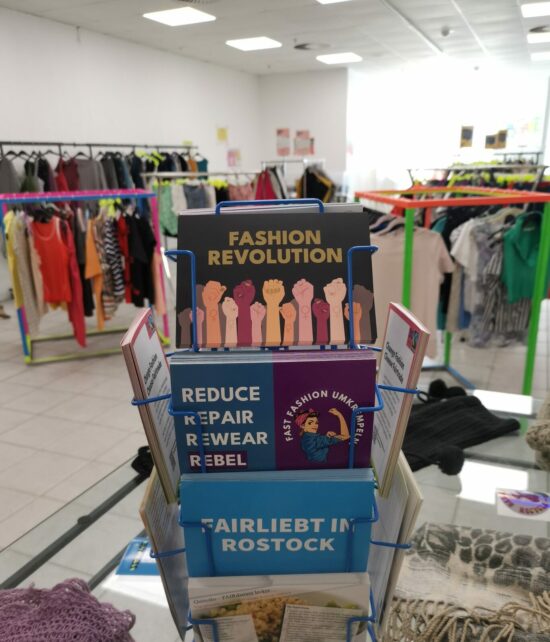 FASHION
REVOLUTION
REDUCE
REPAIR
REWEAR
REBEL
FAST FASHION UMKREMPELN
FAIRLIEBT IN
ROSTOCK